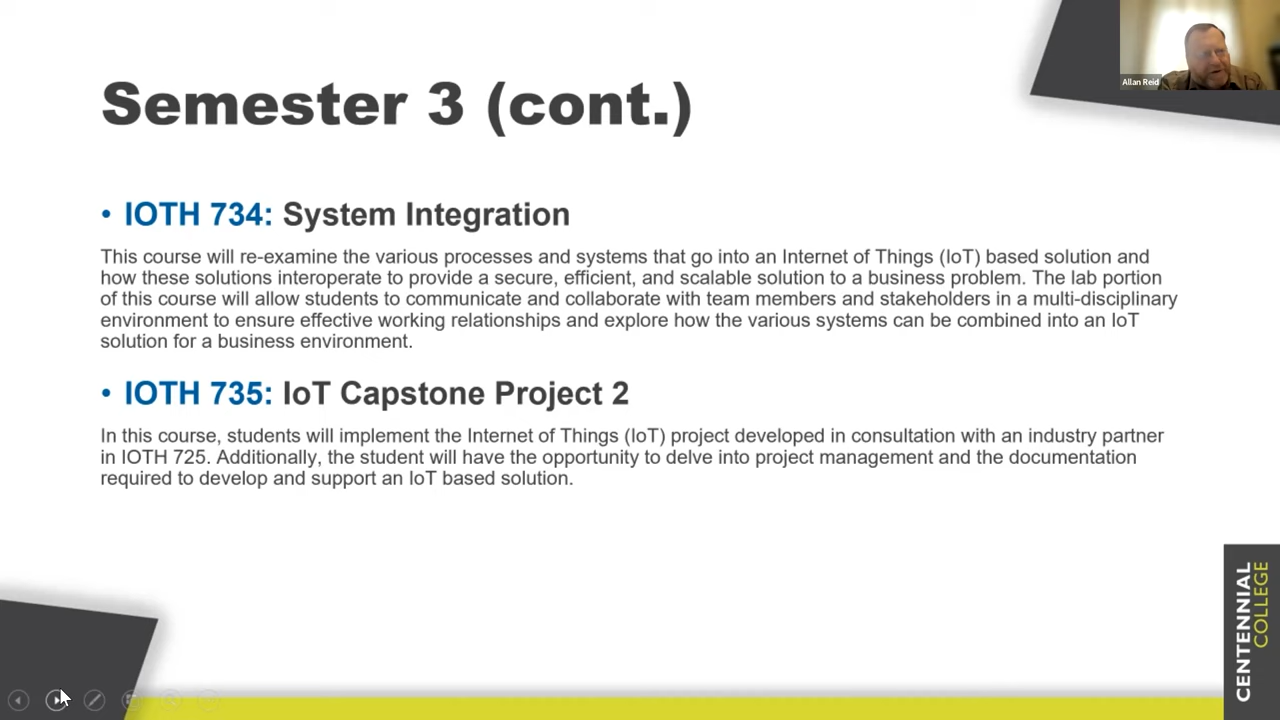 Allan Reid
Semester 3 (cont.)
• IOTH 734: System Integration
This course will re-examine the various processes and systems that go into an Internet of Things (IoT) based solution and
how these solutions interoperate to provide a secure, efficient, and scalable solution to a business problem. The lab portion
of this course will allow students to communicate and collaborate with team members and stakeholders in a multi-disciplinary
environment to ensure effective working relationships and explore how the various systems can be combined into an IoT
solution for a business environment.
• IOTH 735: IoT Capstone Project 2
In this course, students will implement the Internet of Things (IoT) project developed in consultation with an industry partner
in IOTH 725. Additionally, the student will have the opportunity to delve into project management and the documentation
required to develop and support an IoT based solution.
CENTENNIAL
COLLEGE